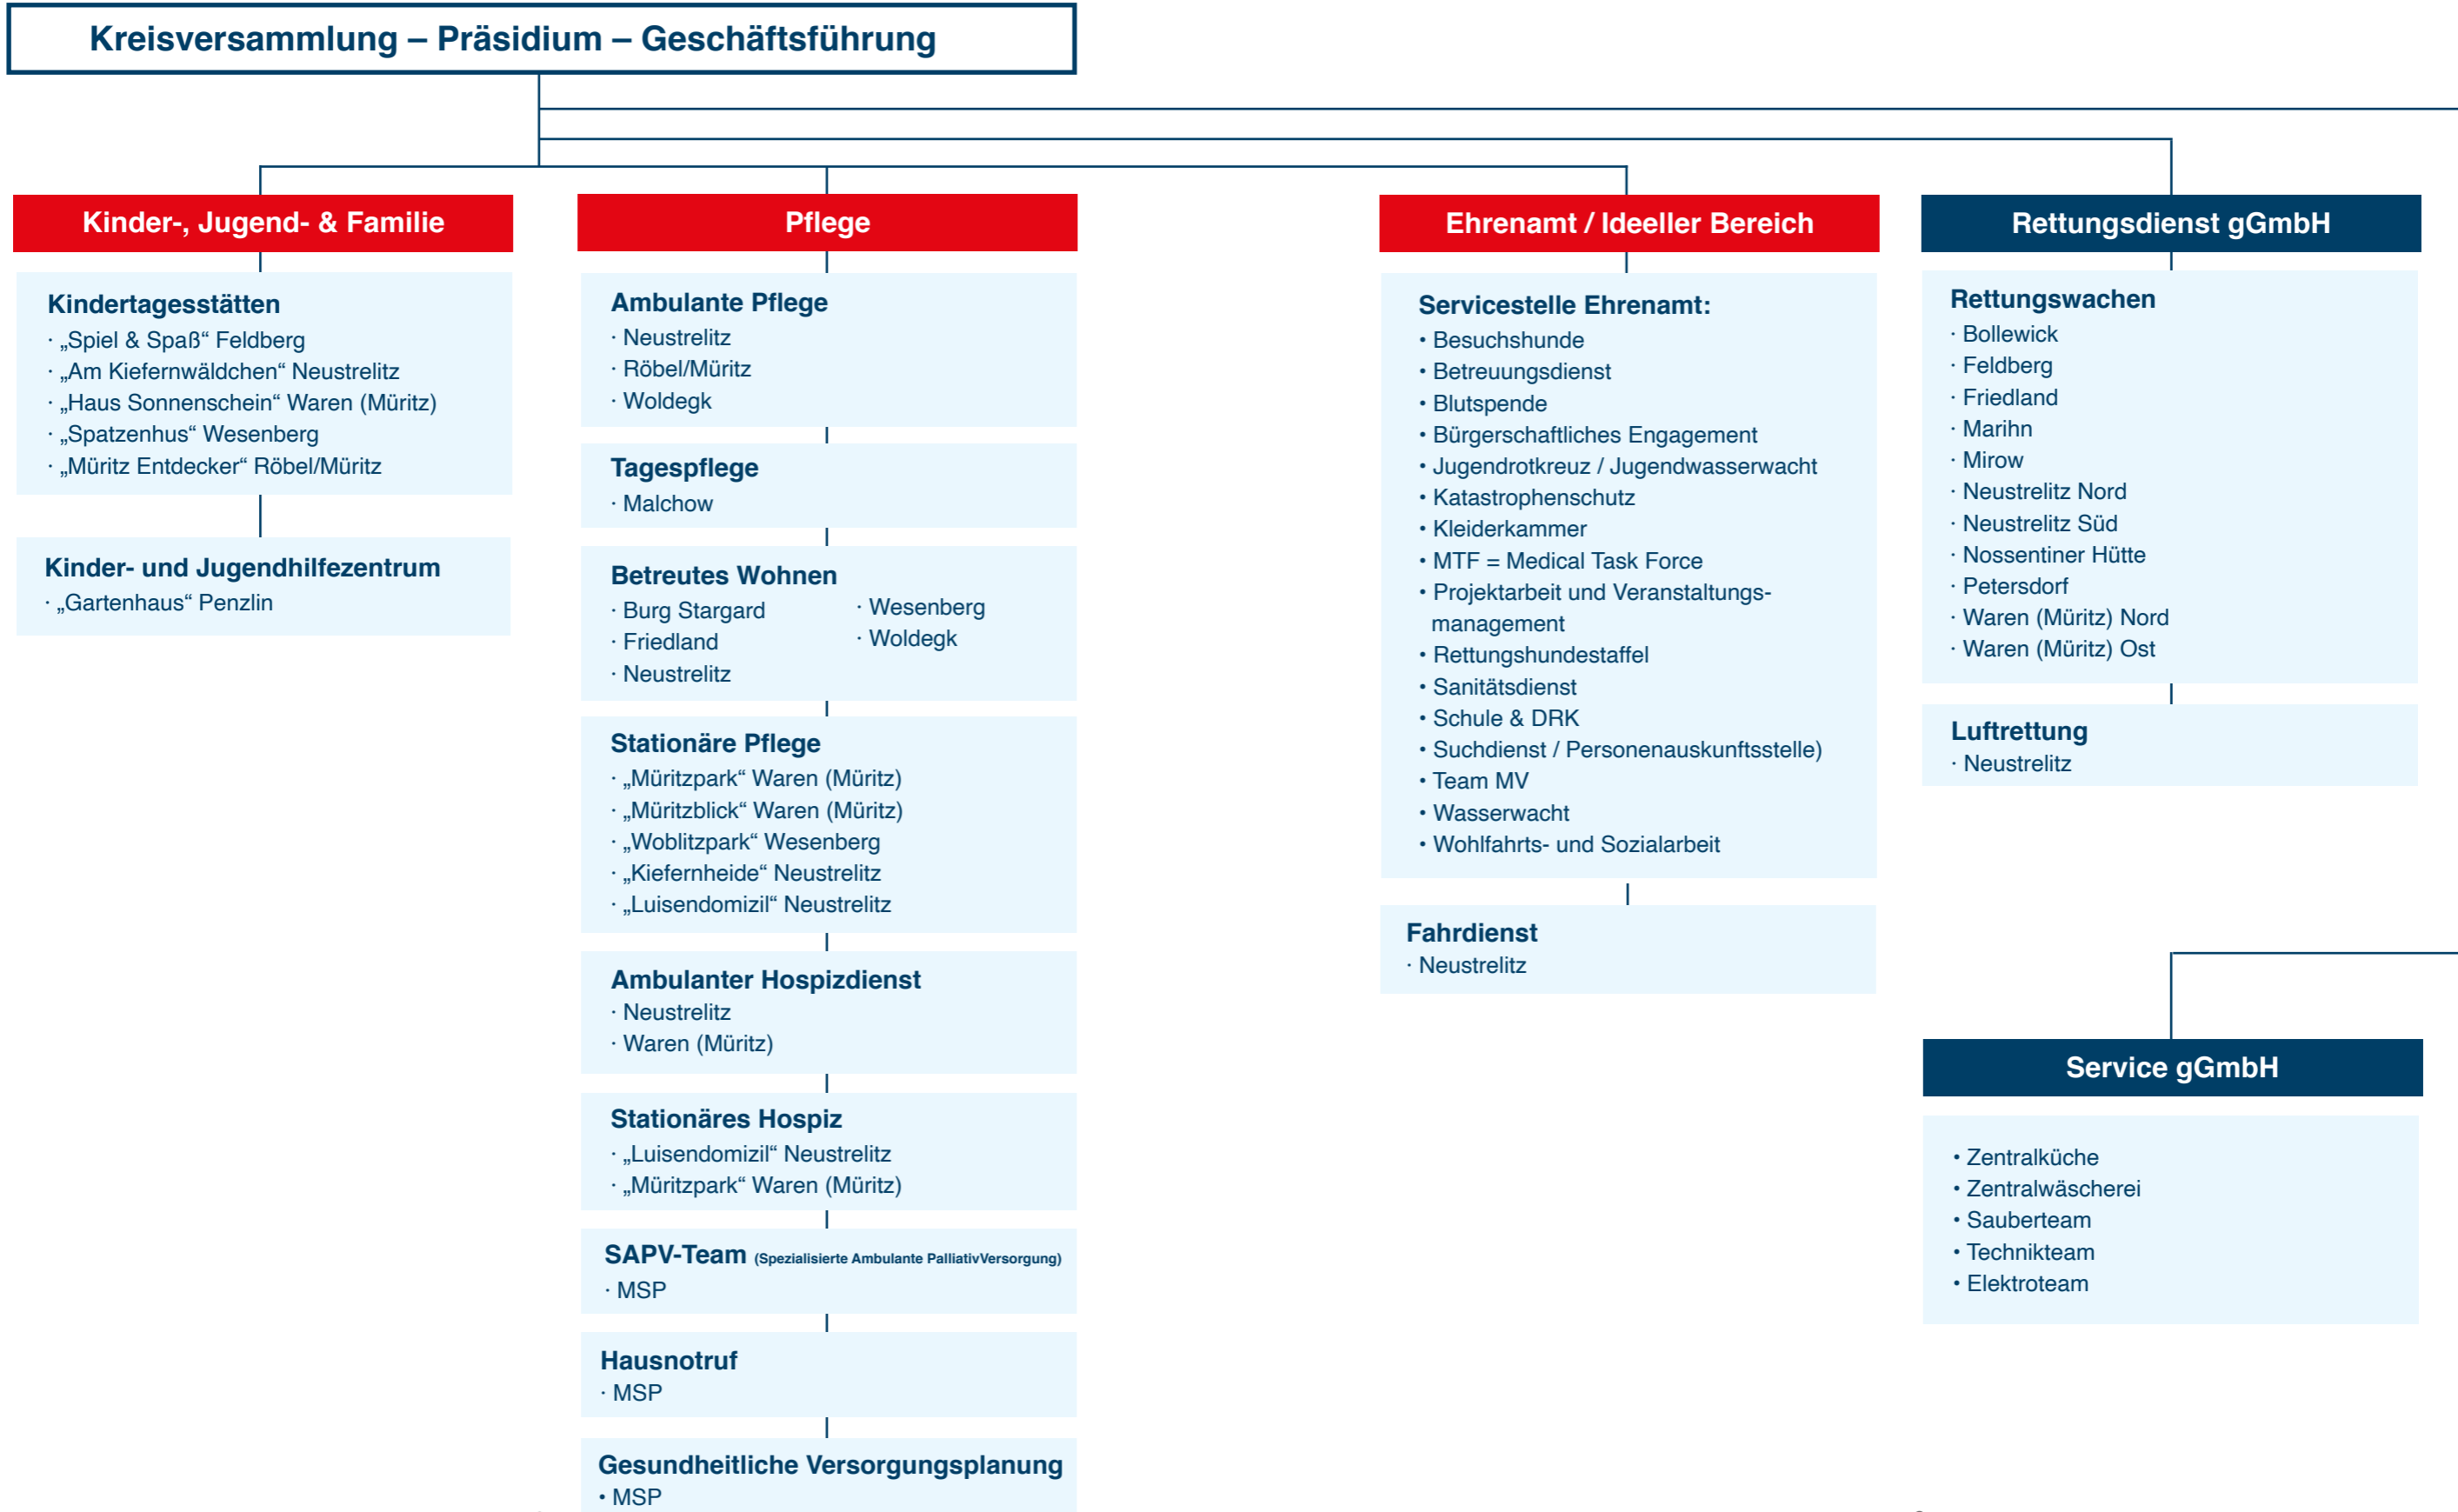 Kreisversammlung – Präsidium – Geschäftsführung
Kinder-, Jugend- & Familie
Kindertagesstätten
· „Spiel & Spaß“ Feldberg
· „Am Kiefernwäldchen“ Neustrelitz
· „Haus Sonnenschein“ Waren (Müritz)
· „Spatzenhus“ Wesenberg
· „Müritz Entdecker“ Röbel/Müritz
Kinder- und Jugendhilfezentrum
· „Gartenhaus“ Penzlin
Pflege
Ambulante Pflege
· Neustrelitz
· Röbel/Müritz
· Woldegk
Tagespflege
· Malchow
Betreutes Wohnen
· Burg Stargard
· Friedland
· Neustrelitz
· Wesenberg
· Woldegk
Stationäre Pflege
· „Müritzpark“ Waren (Müritz)
· „Müritzblick“ Waren (Müritz)
· „Woblitzpark“ Wesenberg
· „Kiefernheide“ Neustrelitz
· „Luisendomizil“ Neustrelitz
Ambulanter Hospizdienst
· Neustrelitz
· Waren (Müritz)
Stationäres Hospiz
· „Luisendomizil“ Neustrelitz
· „Müritzpark“ Waren (Müritz)
SAPV-Team (Spezialisierte Ambulante PalliativVersorgung)
· MSP
Hausnotruf
· MSP
Gesundheitliche Versorgungsplanung
• MSP
Ehrenamt / Ideeller Bereich
Servicestelle Ehrenamt:
• Besuchshunde
• Betreuungsdienst
• Blutspende
• Bürgerschaftliches Engagement
• Jugendrotkreuz / Jugendwasserwacht
• Katastrophenschutz
• Kleiderkammer
• MTF = Medical Task Force
• Projektarbeit und Veranstaltungs-
management
• Rettungshundestaffel
• Sanitätsdienst
• Schule & DRK
• Suchdienst / Personenauskunftsstelle)
• Team MV
• Wasserwacht
• Wohlfahrts- und Sozialarbeit
Fahrdienst
· Neustrelitz
Rettungsdienst gGmbH
Rettungswachen
· Bollewick
· Feldberg
· Friedland
· Marihn
· Mirow
· Neustrelitz Nord
· Neustrelitz Süd
· Nossentiner Hütte
· Petersdorf
· Waren (Müritz) Nord
· Waren (Müritz) Ost
Luftrettung
· Neustrelitz
Service gGmbH
• Zentralküche
• Zentralwäscherei
• Sauberteam
• Technikteam
• Elektroteam